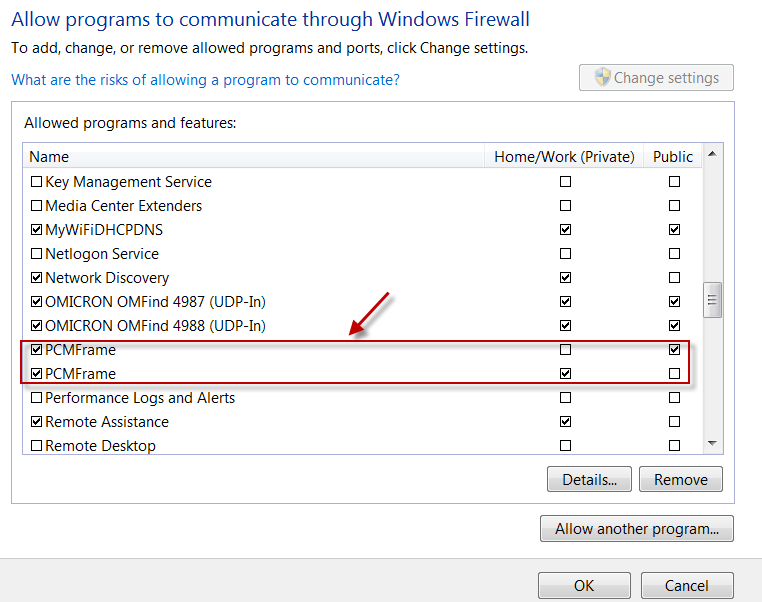 Allow programs to communicate through Windows Firewall
To add, change, or remove allowed programs and ports, click Change settings.
What are the risks of allowing a program to communicate?
Change settings
Allowed programs and features:
Name Home/Work (Private) Public
Key Management Service
Media Center Extenders
MyWiFiDHCPDNS
Netlogon Service
Network Discovery
OMICRON OMFind 4987 (UDP-In)
OMICRON OMFind 4988 (UDP-In)
PCMFrame
PCMFrame
Performance Logs and Alerts
Remote Assistance
Remote Desktop
Details... Remove
Allow another program...
OK Cancel